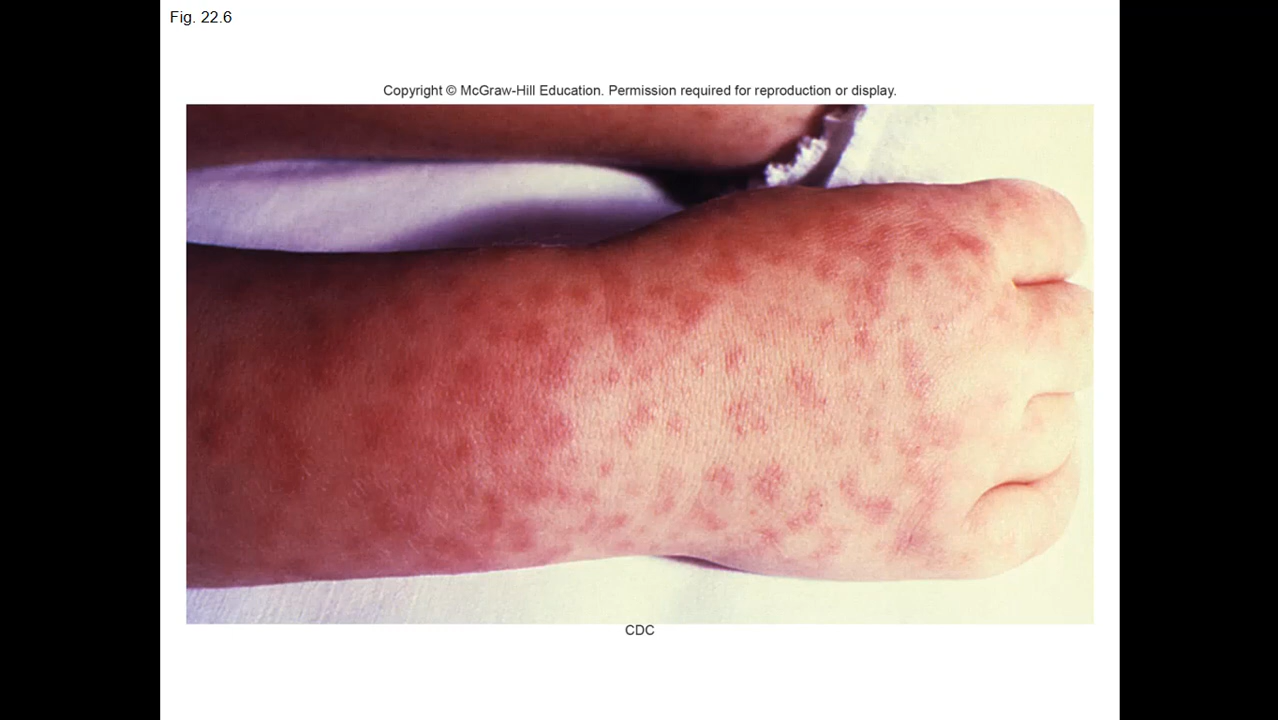 Fig. 22.6
Copyright © McGraw-Hill Education. Permission required for reproduction or display.
CDC